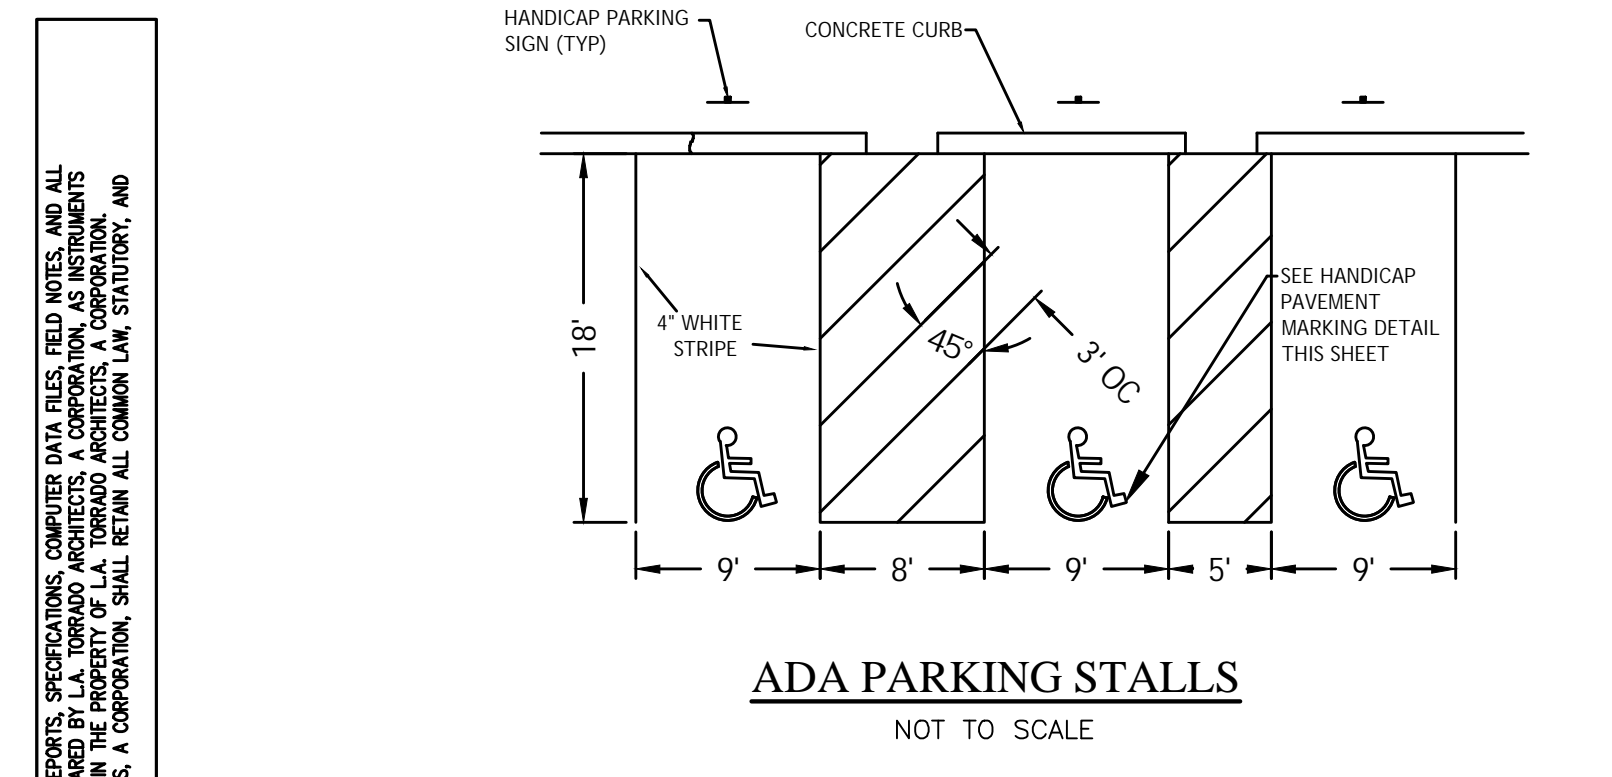 HANDICAP PARKING
SIGN (TYP)
CONCRETE CURB
18'
4" WHITE
STRIPE
45°
3' OC
SEE HANDICAP
PAVEMENT
MARKING DETAIL
THIS SHEET
9'
8'
9'
5'
9'
ADA PARKING STALLS
NOT TO SCALE
EPORTS, SPECIFICATIONS, COMPUTER DATA FILES, FIELD NOTES, AND ALL
ARED BY L.A. TORRADO ARCHITECTS, A CORPORATION, AS INSTRUMENTS
IN THE PROPERTY OF L.A. TORRADO ARCHITECTS, A CORPORATION.
S, A CORPORATION, SHALL RETAIN ALL COMMON LAW, STATUTORY, AND